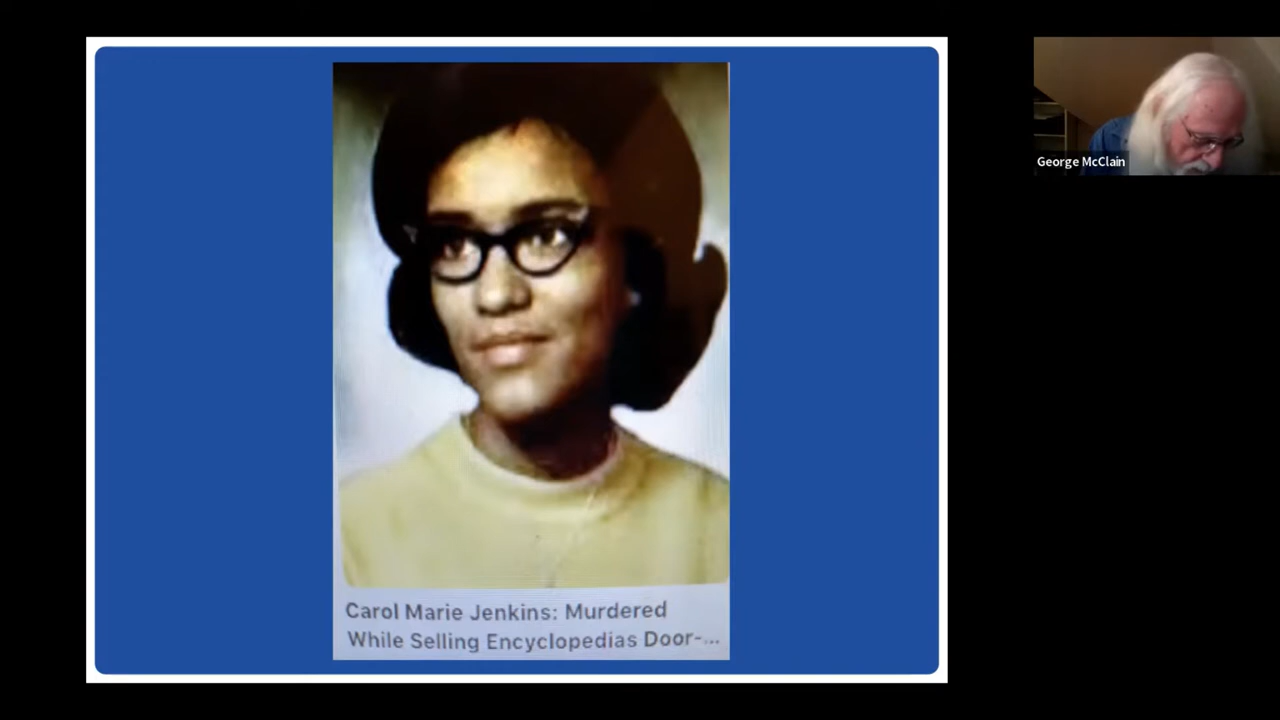 Carol Marie Jenkins: Murdered
While Selling Encyclopedias Door-...
George McClain